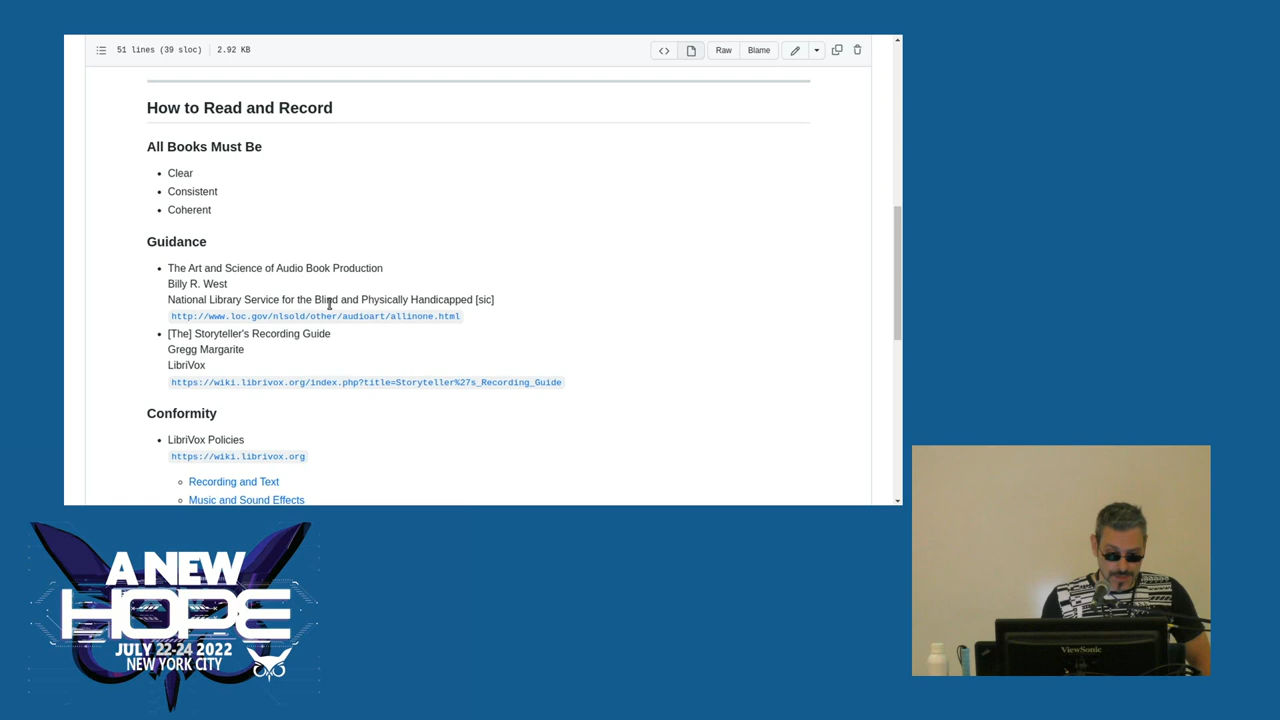 51 lines (39 sloc)
2.92 KB
Raw
Blame
How to Read and Record
All Books Must Be
Clear
Consistent
Coherent
Guidance
The Art and Science of Audio Book Production
Billy R. West
National Library Service for the Blind and Physically Handicapped [sic]
http://www.loc.gov/nlsold/other/audioart/allinone.html
[The] Storyteller's Recording Guide
Gregg Margarite
LibriVox
https://wiki.librivox.org/index.php?title=Storyteller%27s_Recording_Guide
Conformity
LibriVox Policies
https://wiki.librivox.org
Recording and Text
Music and Sound Effects
A NEW
HOPE
JULY 22-24 2022
NEW YORK CITY
ViewSonic